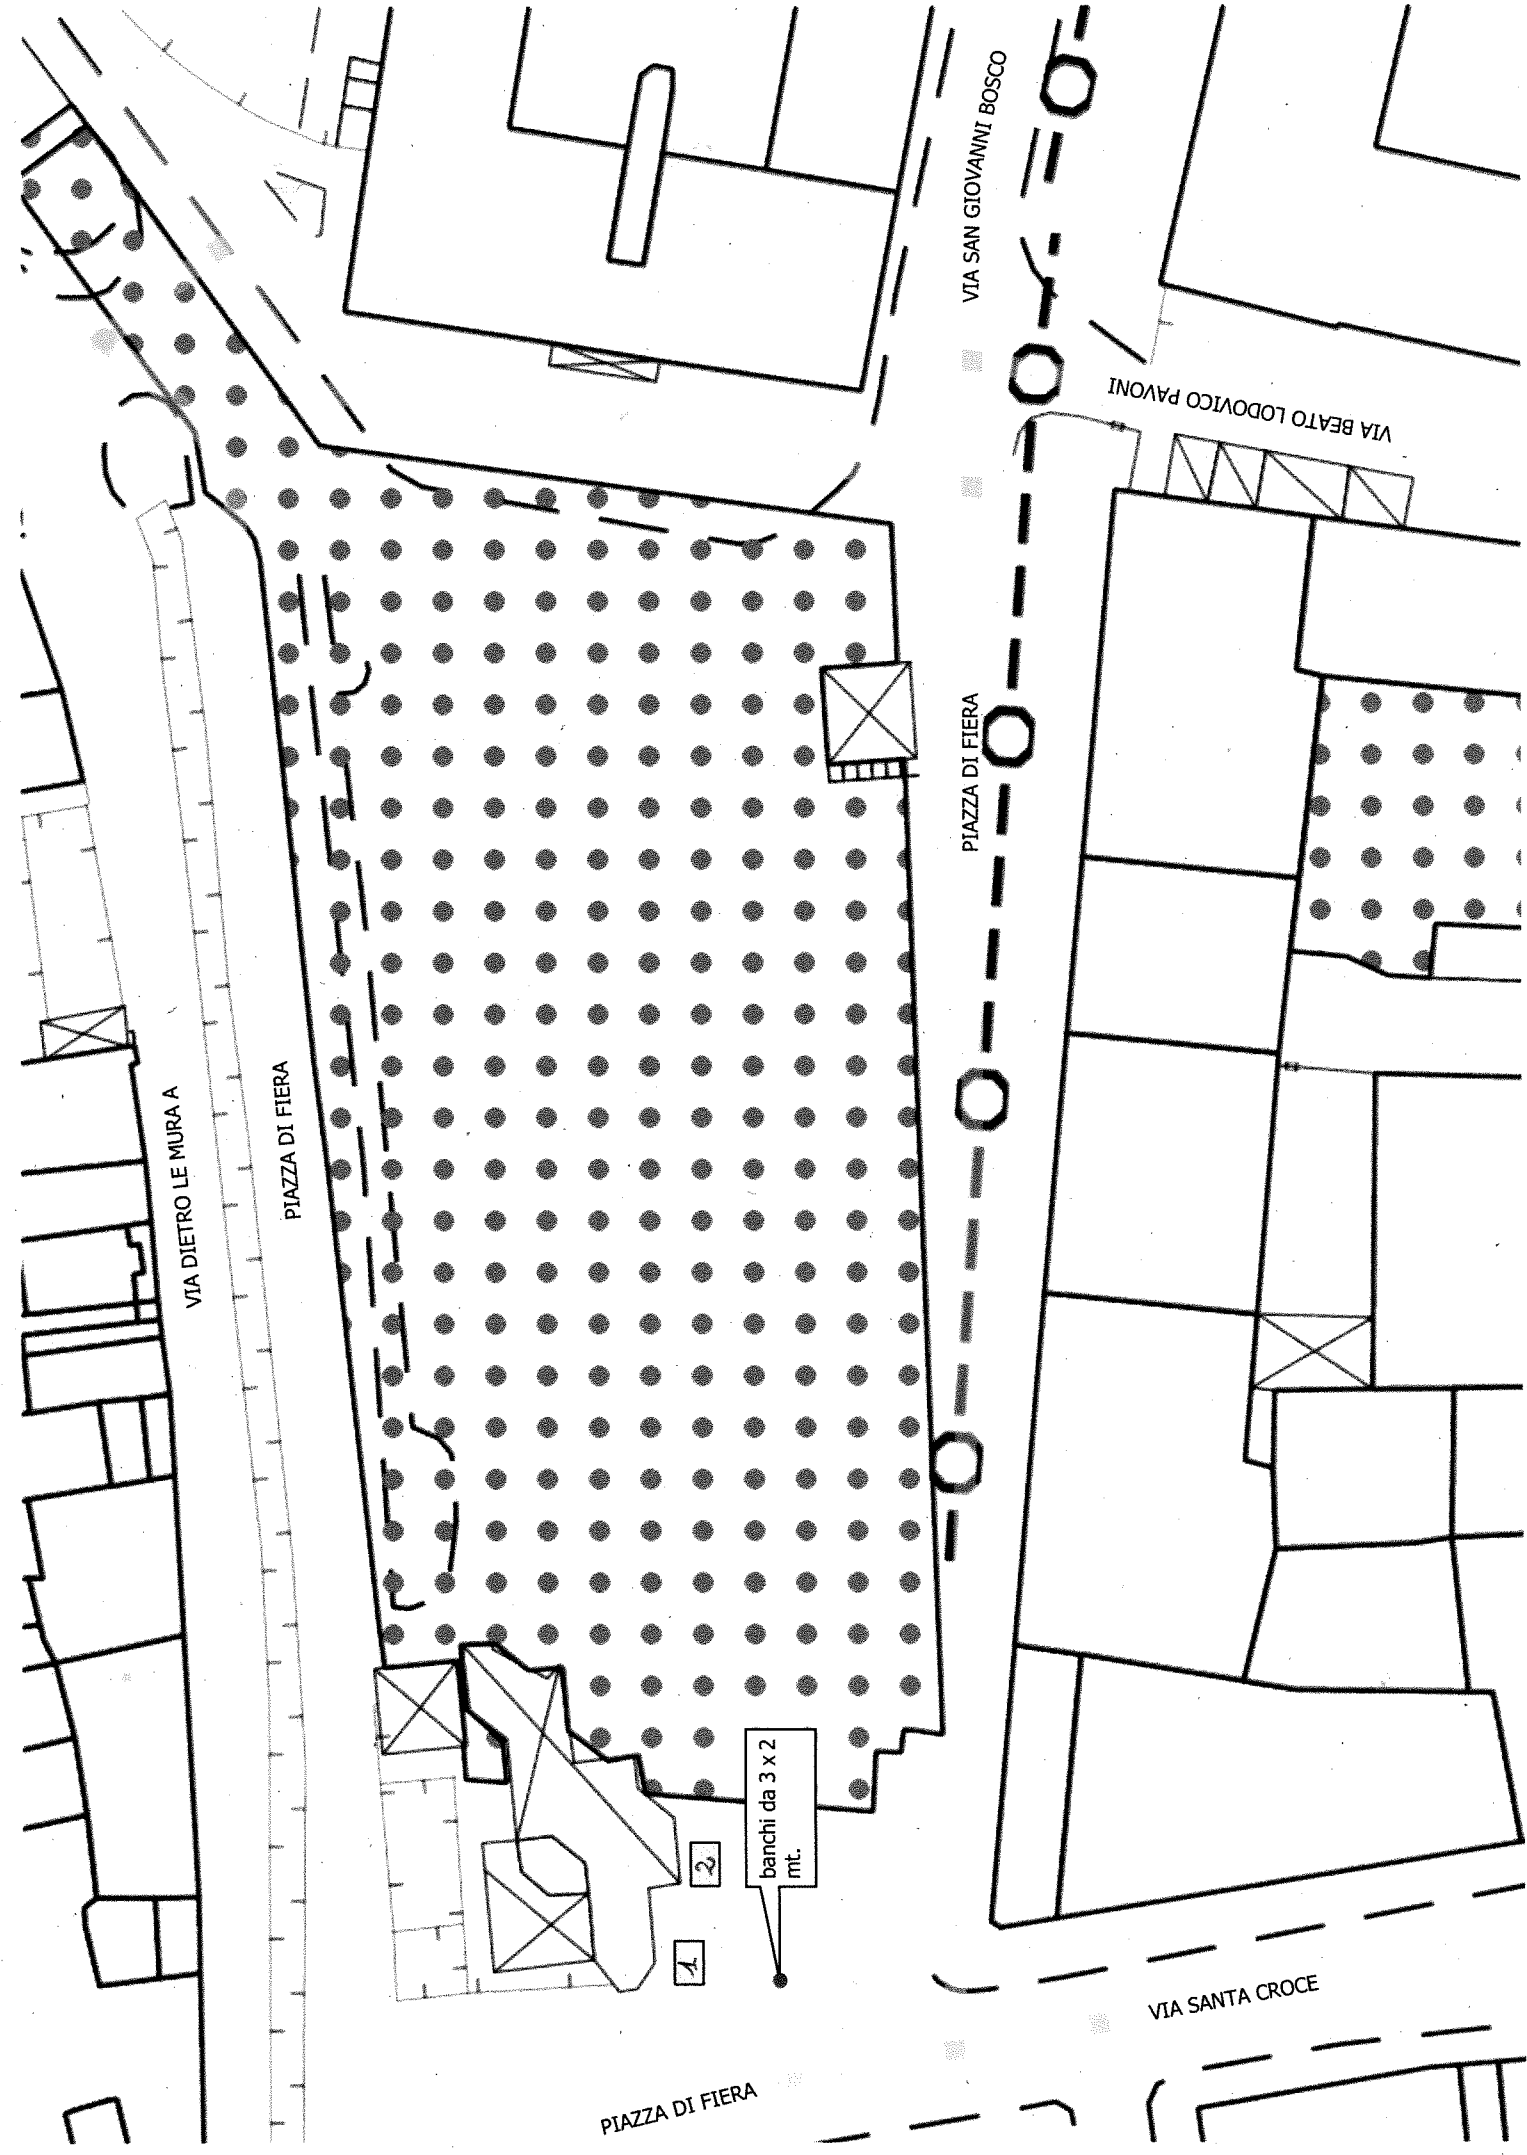 VIA SAN GIOVANNI BOSCO
VIA BEATO LODOVICO PAVONI
PIAZZA DI FIERA
VIA DIETRO LE MURA A
PIAZZA DI FIERA
banchi da 3 x 2
mt.
2
1
VIA SANTA CROCE
PIAZZA DI FIERA